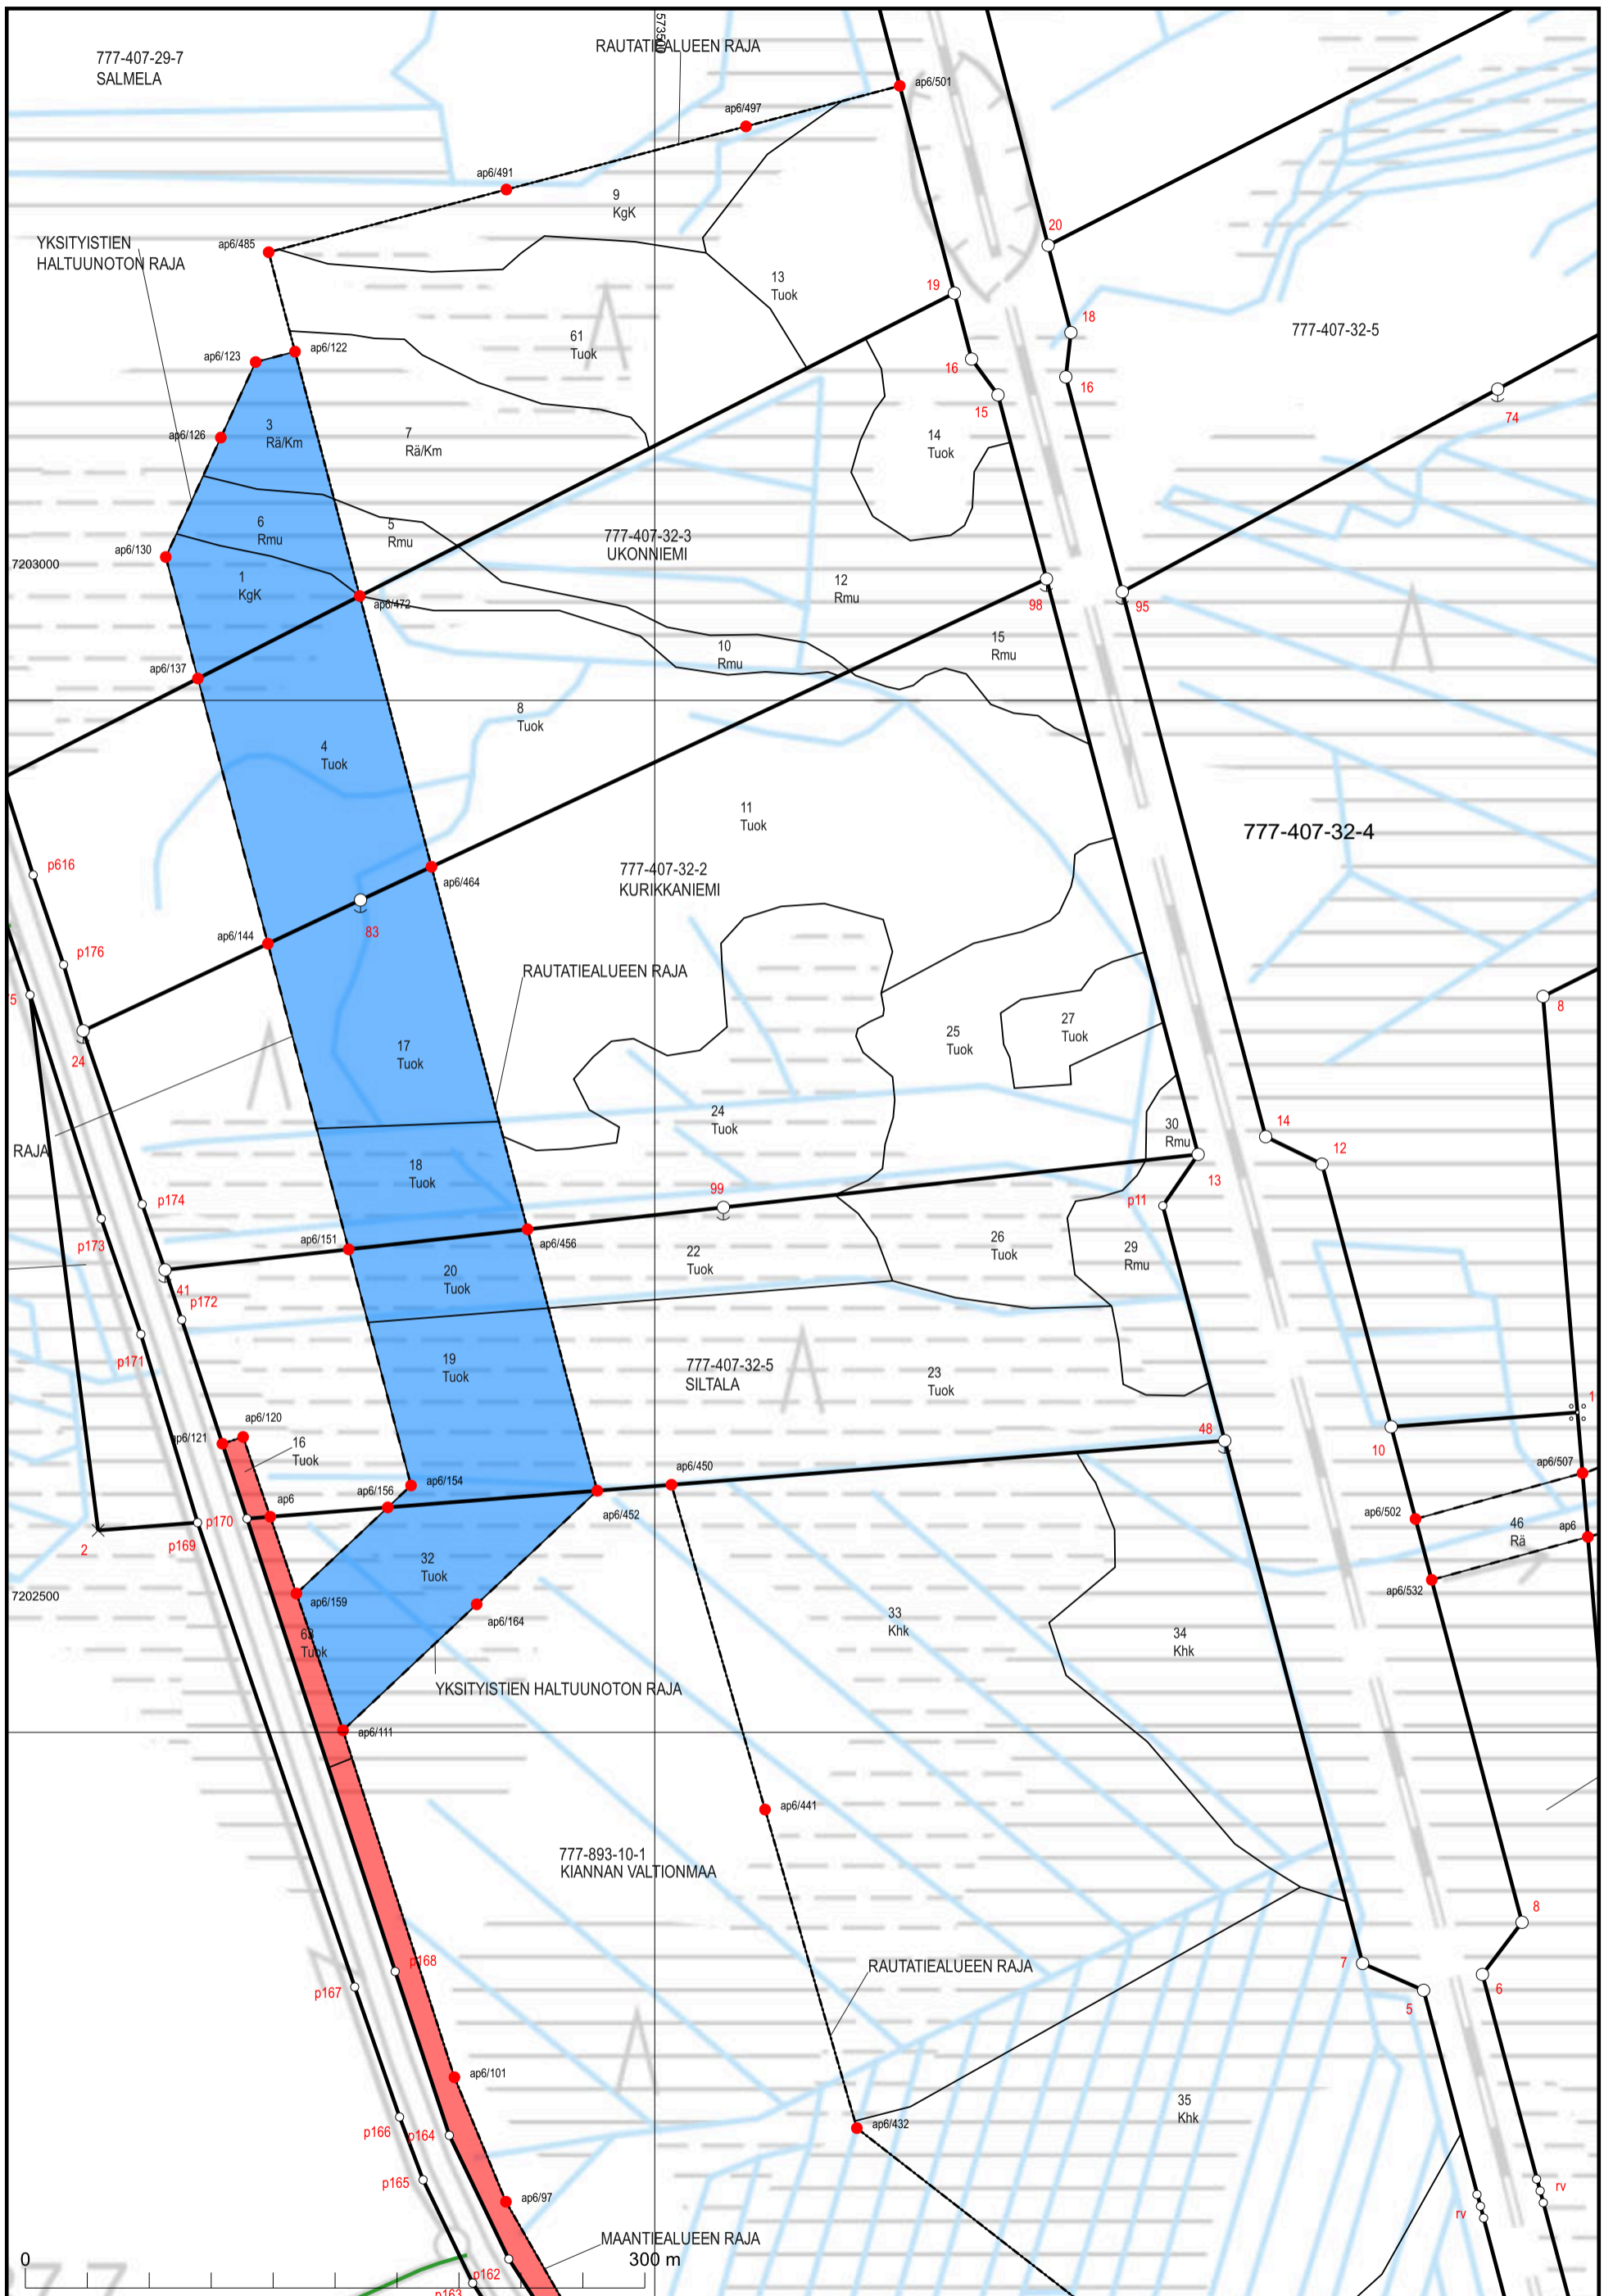 777-407-29-7
SALMELA
573500
RAUTATIEALUEEN RAJA
ap6/501
ap6/497
ap6/491
9
KgK
YKSITYISTIEN
HALTUUNOTON RAJA
ap6/485
20
13
Tuok
19
18
777-407-32-5
61
Tuok
ap6/123
ap6/122
16
16
15
74
ap6/126
3
Rä/Km
7
Rä/Km
14
Tuok
6
Rmu
5
Rmu
777-407-32-3
UKONNIEMI
ap6/130
7203000
1
KgK
12
Rmu
ap6/472
98
95
15
Rmu
10
Rmu
ap6/137
8
Tuok
4
Tuok
11
Tuok
777-407-32-4
p616
777-407-32-2
KURIKKANIEMI
ap6/464
83
ap6/144
p176
RAUTATIEALUEEN RAJA
5
8
27
Tuok
25
Tuok
17
Tuok
24
24
Tuok
30
Rmu
14
RAJA
12
13
18
Tuok
99
p174
p11
p173
ap6/151
ap6/456
26
Tuok
29
Rmu
22
Tuok
20
Tuok
41
p172
p171
19
Tuok
777-407-32-5
SILTALA
23
Tuok
1
ap6/120
ap6/121
16
Tuok
48
10
ap6/507
ap6/154
ap6/450
ap6/156
ap6
p170
ap6/452
ap6/502
46
Rä
ap6
2
p169
32
Tuok
7202500
ap6/159
ap6/164
ap6/532
33
Khk
63
Tuok
34
Khk
YKSITYISTIEN HALTUUNOTON RAJA
ap6/111
ap6/441
777-893-10-1
KIANNAN VALTIONMAA
8
p168
RAUTATIEALUEEN RAJA
7
p167
6
5
ap6/101
35
Khk
p166
p164
ap6/432
p165
rv
ap6/97
rv
MAANTIEALUEEN RAJA
0
300 m
p162
p163